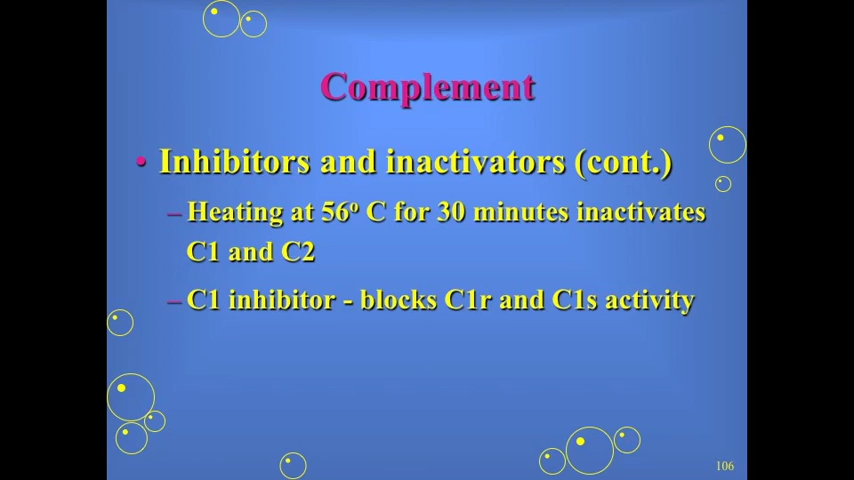 Complement
• Inhibitors and inactivators (cont.)
– Heating at 56º C for 30 minutes inactivates
C1 and C2
– C1 inhibitor - blocks C1r and C1s activity
106